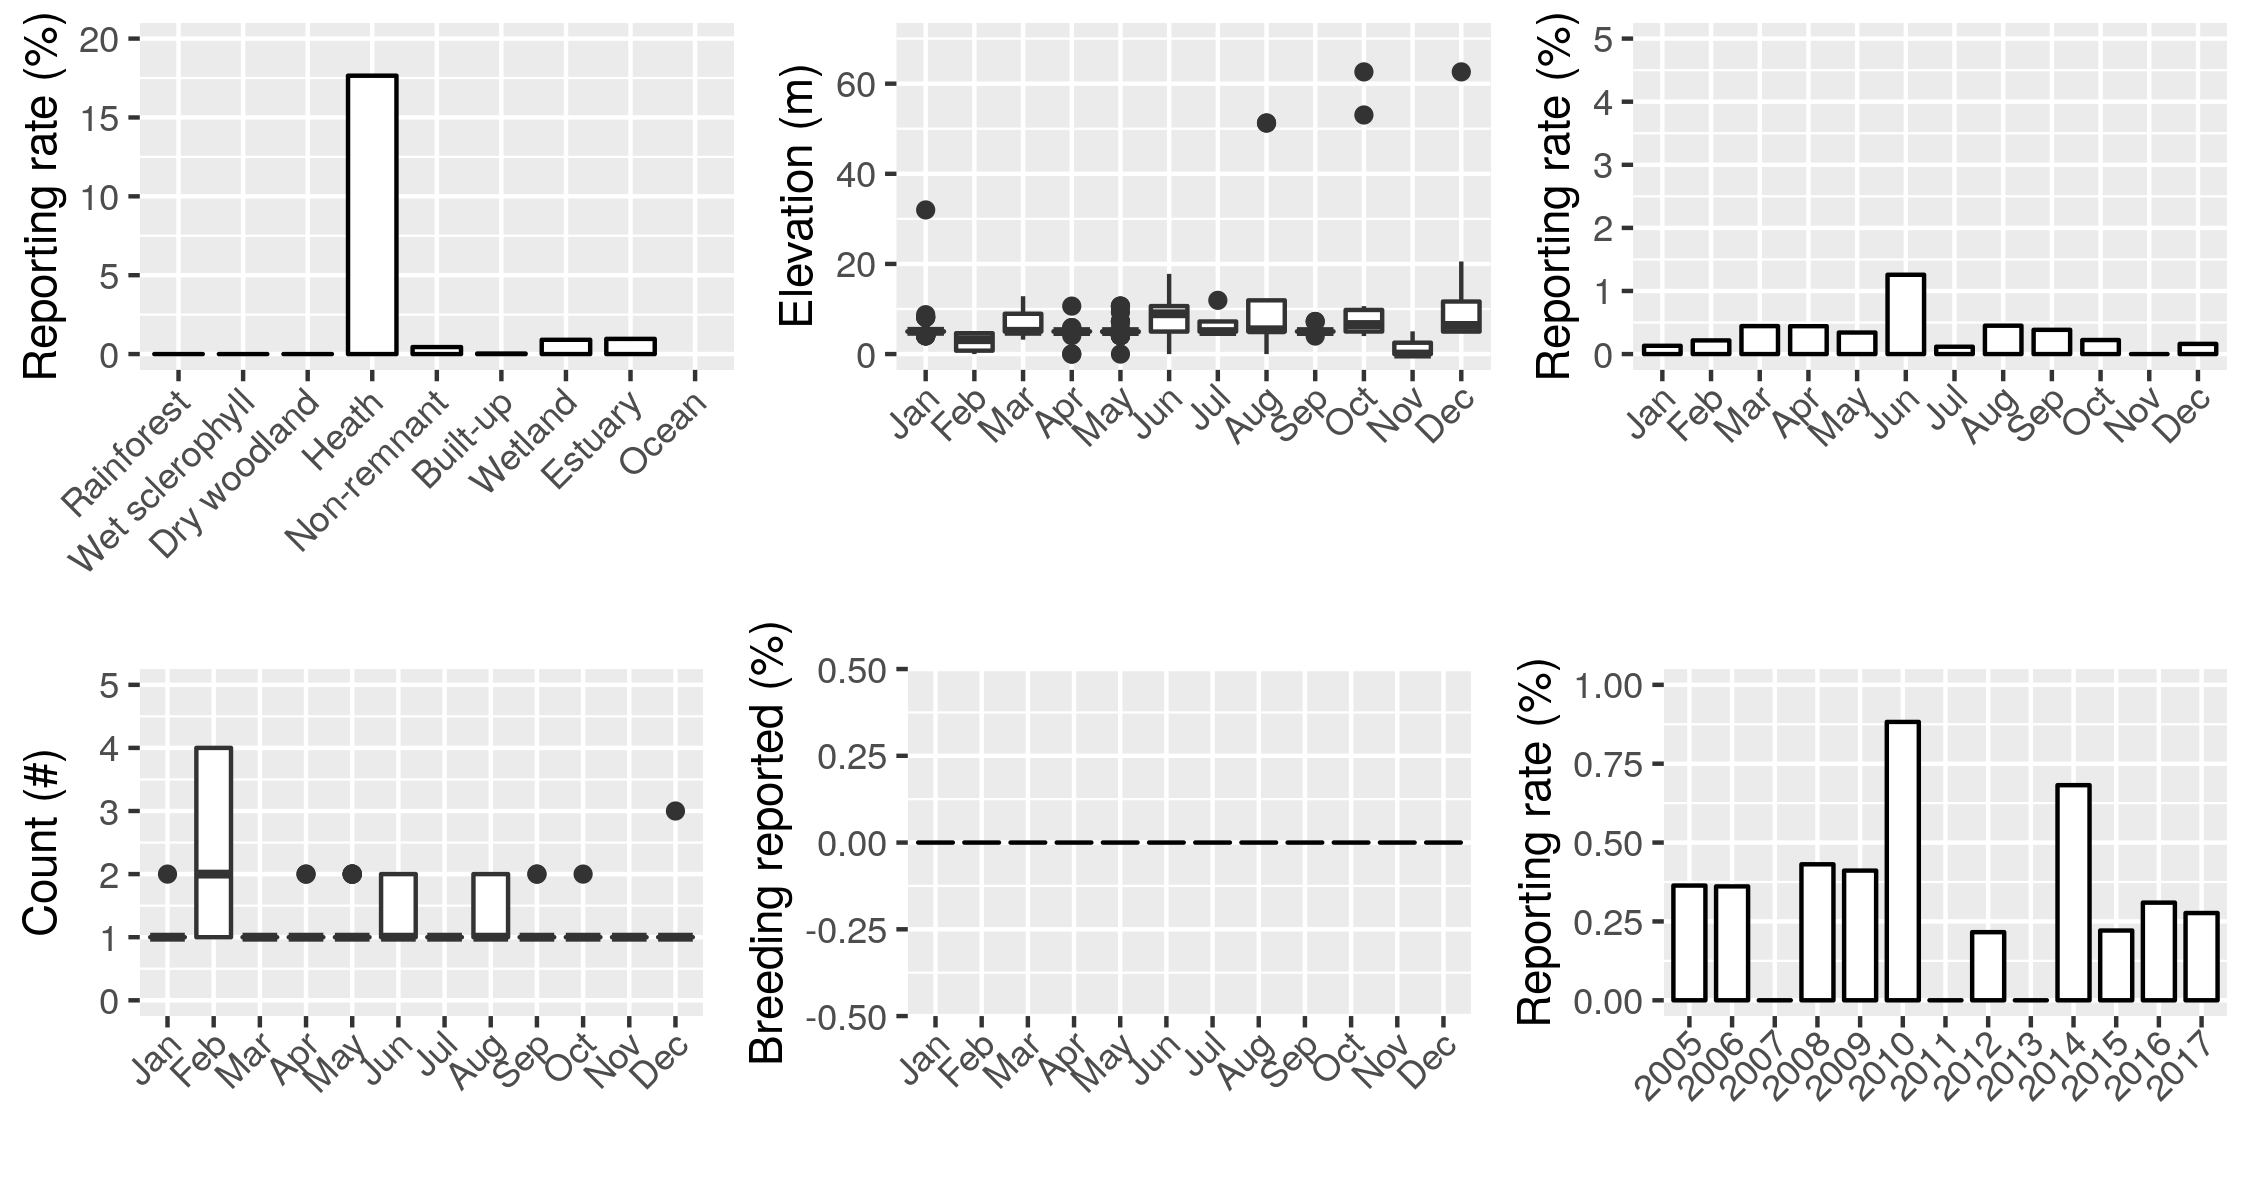 Reporting rate (%)
20
15
10
5
0
Rainforest
Wet sclerophyll
Dry woodland
Heath
Non-remnant
Built-up
Wetland
Estuary
Ocean
Elevation (m)
60
40
20
0
Jan
Feb
Mar
Apr
May
Jun
Jul
Aug
Sep
Oct
Nov
Dec
Reporting rate (%)
5
4
3
2
1
0
Jan
Feb
Mar
Apr
May
Jun
Jul
Aug
Sep
Oct
Nov
Dec
Count (#)
5
4
3
2
1
0
Jan
Feb
Mar
Apr
May
Jun
Jul
Aug
Sep
Oct
Nov
Dec
Breeding reported (%)
0.50
0.25
0.00
-0.25
-0.50
Jan
Feb
Mar
Apr
May
Jun
Jul
Aug
Sep
Oct
Nov
Dec
Reporting rate (%)
1.00
0.75
0.50
0.25
0.00
2005
2006
2007
2008
2009
2010
2011
2012
2013
2014
2015
2016
2017